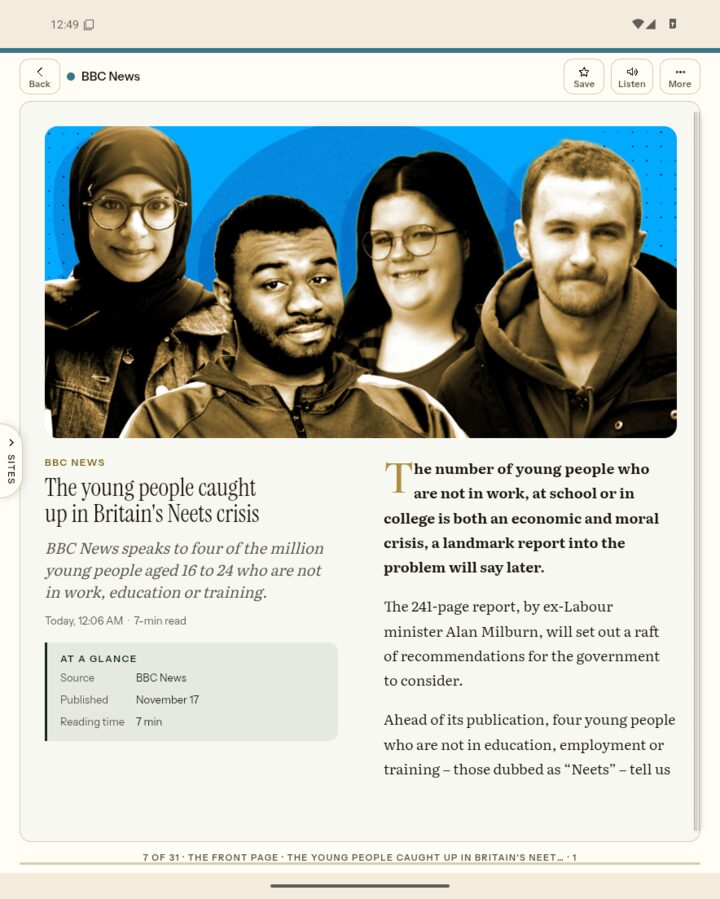 12:49
Back
BBC News
Save
Listen
More
SITES
BBC NEWS
The young people caught
up in Britain's Neets crisis
BBC News speaks to four of the million
young people aged 16 to 24 who are not
in work, education or training.
Today, 12:06 AM · 7-min read
AT A GLANCE
Source BBC News
Published November 17
Reading time 7 min
The number of young people who
are not in work, at school or in
college is both an economic and moral
crisis, a landmark report into the
problem will say later.
The 241-page report, by ex-Labour
minister Alan Milburn, will set out a raft
of recommendations for the government
to consider.
Ahead of its publication, four young people
who are not in education, employment or
training – those dubbed as “Neets” – tell us
7 OF 31 · THE FRONT PAGE · THE YOUNG PEOPLE CAUGHT UP IN BRITAIN'S NEET… · 1